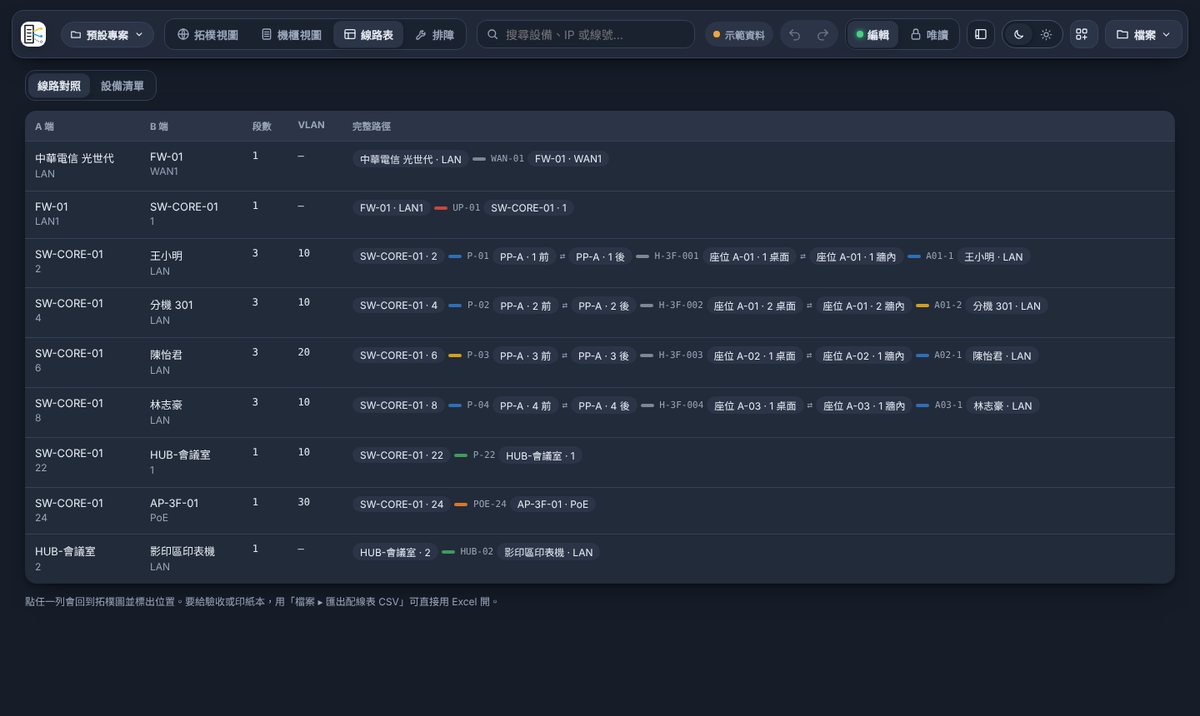 預設專案 拓樸視圖 機櫃視圖 線路表 排障 搜尋設備、IP 或線號... 示範資料 編輯 唯讀 檔案
線路對照 設備清單
A 端 B 端 段數 VLAN 完整路徑
中華電信 光世代 FW-01 1 — 中華電信 光世代 · LAN WAN-01 FW-01 · WAN1
LAN WAN1
FW-01 SW-CORE-01 1 — FW-01 · LAN1 UP-01 SW-CORE-01 · 1
LAN1 1
SW-CORE-01 王小明 3 10 SW-CORE-01 · 2 P-01 PP-A · 1 前 ⇄ PP-A · 1 後 H-3F-001 座位 A-01 · 1 桌面 ⇄ 座位 A-01 · 1 牆內 A01-1 王小明 · LAN
2 LAN
SW-CORE-01 分機 301 3 10 SW-CORE-01 · 4 P-02 PP-A · 2 前 ⇄ PP-A · 2 後 H-3F-002 座位 A-01 · 2 桌面 ⇄ 座位 A-01 · 2 牆內 A01-2 分機 301 · LAN
4 LAN
SW-CORE-01 陳怡君 3 20 SW-CORE-01 · 6 P-03 PP-A · 3 前 ⇄ PP-A · 3 後 H-3F-003 座位 A-02 · 1 桌面 ⇄ 座位 A-02 · 1 牆內 A02-1 陳怡君 · LAN
6 LAN
SW-CORE-01 林志豪 3 10 SW-CORE-01 · 8 P-04 PP-A · 4 前 ⇄ PP-A · 4 後 H-3F-004 座位 A-03 · 1 桌面 ⇄ 座位 A-03 · 1 牆內 A03-1 林志豪 · LAN
8 LAN
SW-CORE-01 HUB-會議室 1 10 SW-CORE-01 · 22 P-22 HUB-會議室 · 1
22 1
SW-CORE-01 AP-3F-01 1 30 SW-CORE-01 · 24 POE-24 AP-3F-01 · PoE
24 PoE
HUB-會議室 影印區印表機 1 — HUB-會議室 · 2 HUB-02 影印區印表機 · LAN
2 LAN
點任一列會回到拓樸圖並標出位置。要給驗收或印紙本，用「檔案 ▸ 匯出配線表 CSV」可直接用 Excel 開。